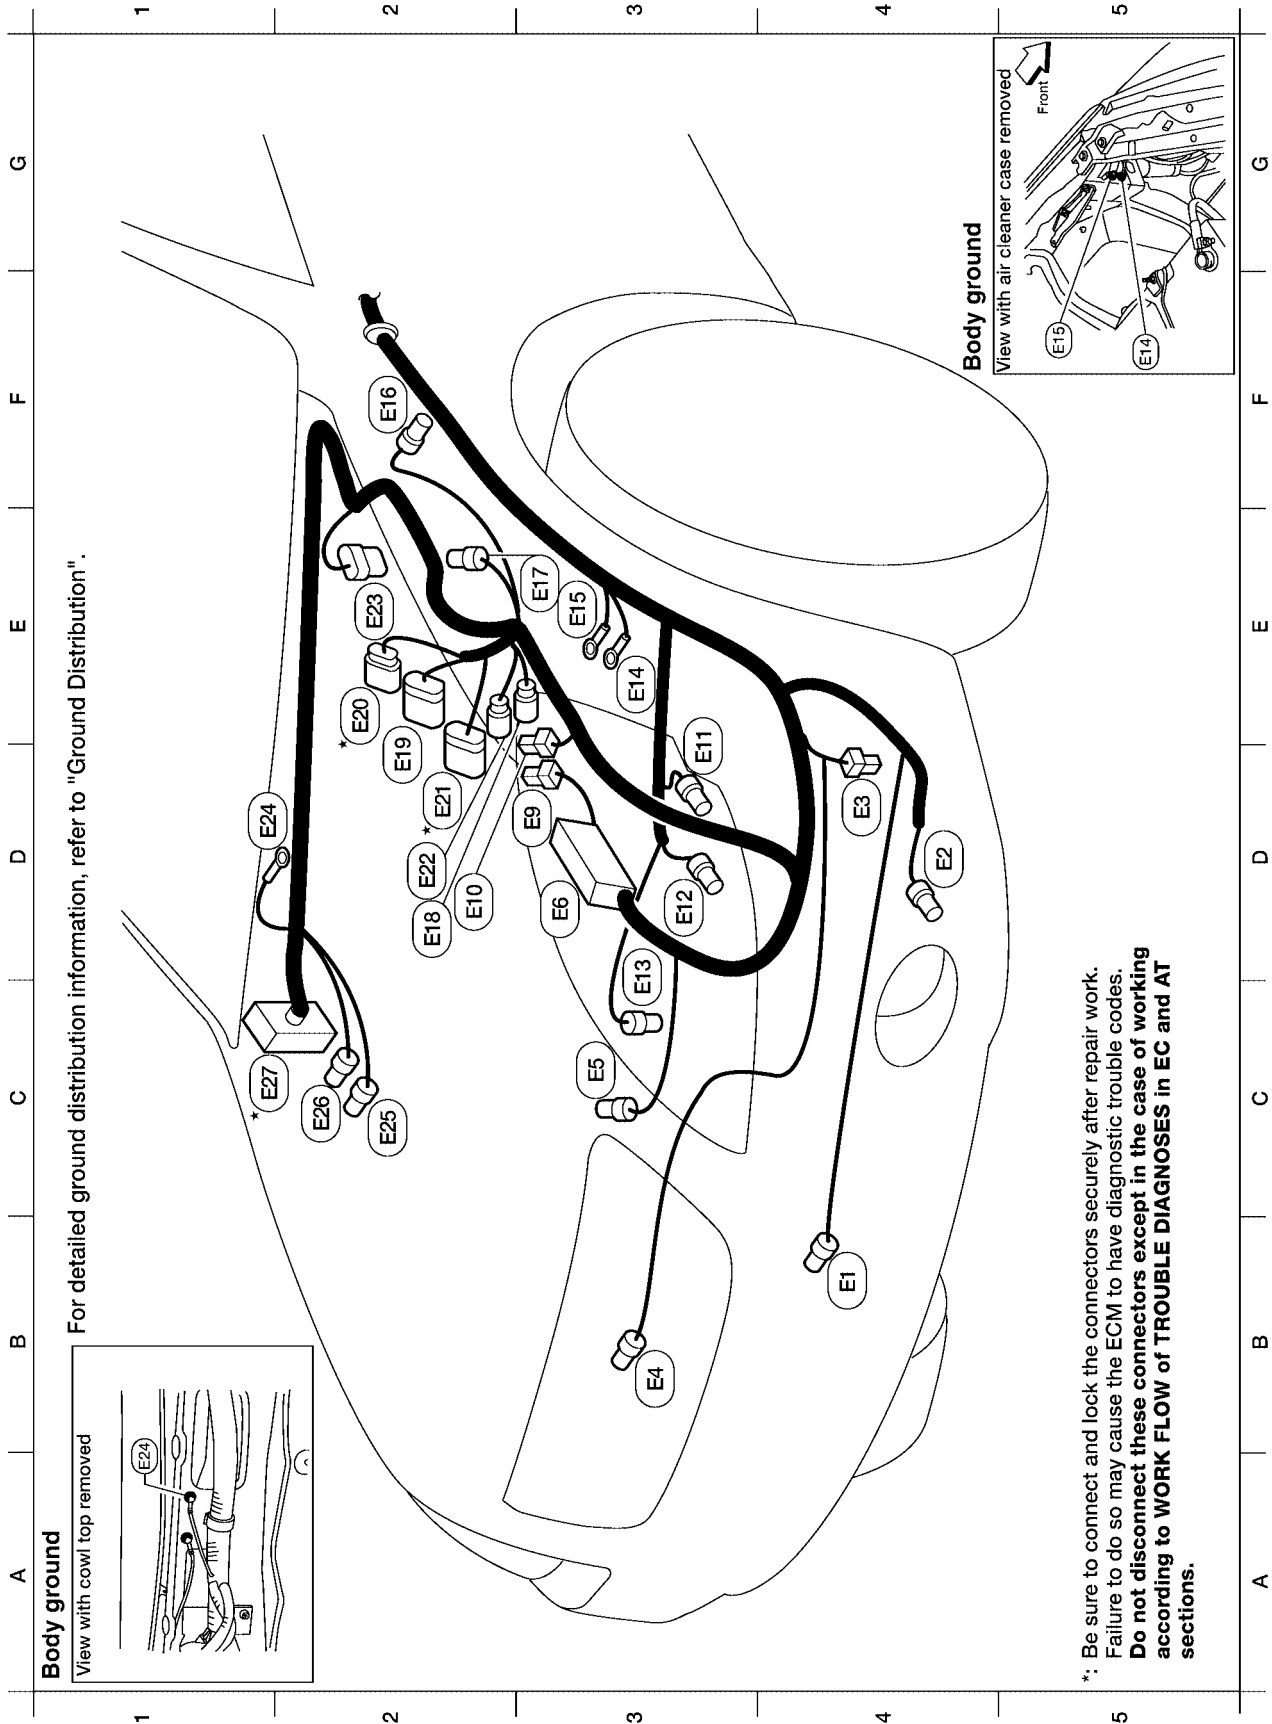 A B C D E F G
1 1
2 2
3 3
4 4
5 5
A B C D E F G
Body ground
View with cowl top removed
E24
For detailed ground distribution information, refer to "Ground Distribution".
E24
*
E27
E26
E25
E23
*
E20
E19
*
E21
E22
E18
E10
E9
E6
E16
E17
E15
E14
E11
E12
E13
E5
E3
E2
E4
E1
Body ground
View with air cleaner case removed
Front
E15
E14
*: Be sure to connect and lock the connectors securely after repair work.
Failure to do so may cause the ECM to have diagnostic trouble codes.
Do not disconnect these connectors except in the case of working
according to WORK FLOW of TROUBLE DIAGNOSES in EC and AT
sections.